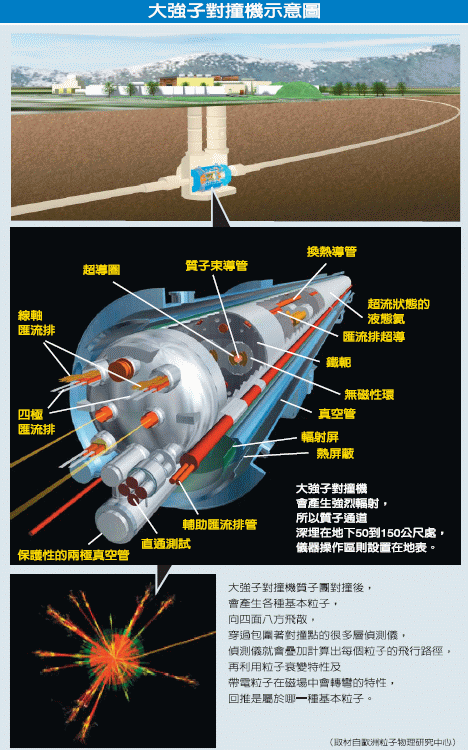 大強子對撞機示意圖
換熱導管
質子束導管
超導圈
超流狀態的
液態氦
線軸
匯流排
匯流排超導
鐵軛
無磁性環
四極
匯流排
真空管
輻射屏
熱屏蔽
大強子對撞機
會產生強烈輻射，
所以質子通道
深埋在地下50到150公尺處，
儀器操作區則設置在地表。
輔助匯流排管
直通測試
保護性的兩極真空管
大強子對撞機質子團對撞後，
會產生各種基本粒子，
向四面八方飛散，
穿過包圍著對撞點的很多層偵測儀，
偵測儀就會疊加計算出每個粒子的飛行路徑，
再利用粒子衰變特性及
帶電粒子在磁場中會轉彎的特性，
回推是屬於哪一種基本粒子。
（取材自歐洲粒子物理研究中心）